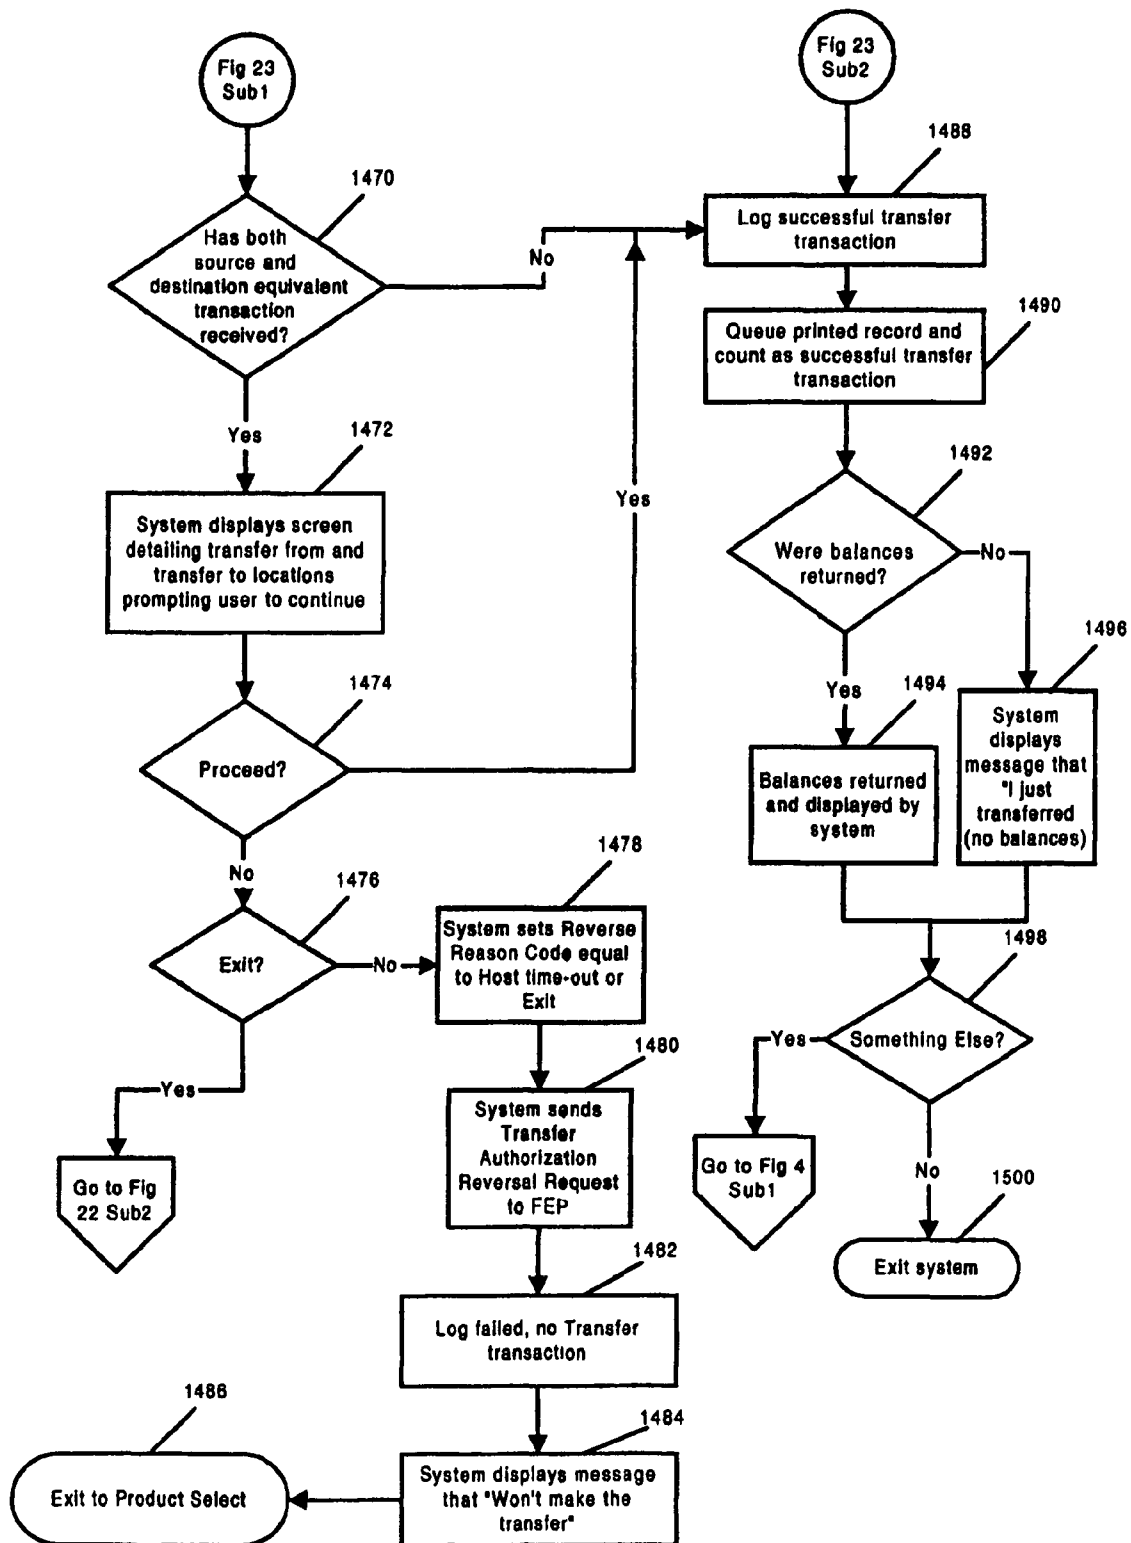 Fig 23
Sub1
1470
Has both
source and
destination equivalent
transaction
received?
No
Yes
1472
System displays screen
detailing transfer from and
transfer to locations
prompting user to continue
1474
Proceed?
Yes
No
1476
Exit?
No
Yes
Go to Fig
22 Sub2
1478
System sets Reverse
Reason Code equal
to Host time-out or
Exit
1480
System sends
Transfer
Authorization
Reversal Request
to FEP
1482
Log failed, no Transfer
transaction
1484
System displays message
that "Won't make the
transfer"
1486
Exit to Product Select
Fig 23
Sub2
1488
Log successful transfer
transaction
1490
Queue printed record and
count as successful transfer
transaction
1492
Were balances
returned?
No
Yes
1494
Balances returned
and displayed by
system
1496
System
displays
message that
"I just
transferred
(no balances)
1498
Something Else?
Yes
Go to Fig 4
Sub1
No
1500
Exit system